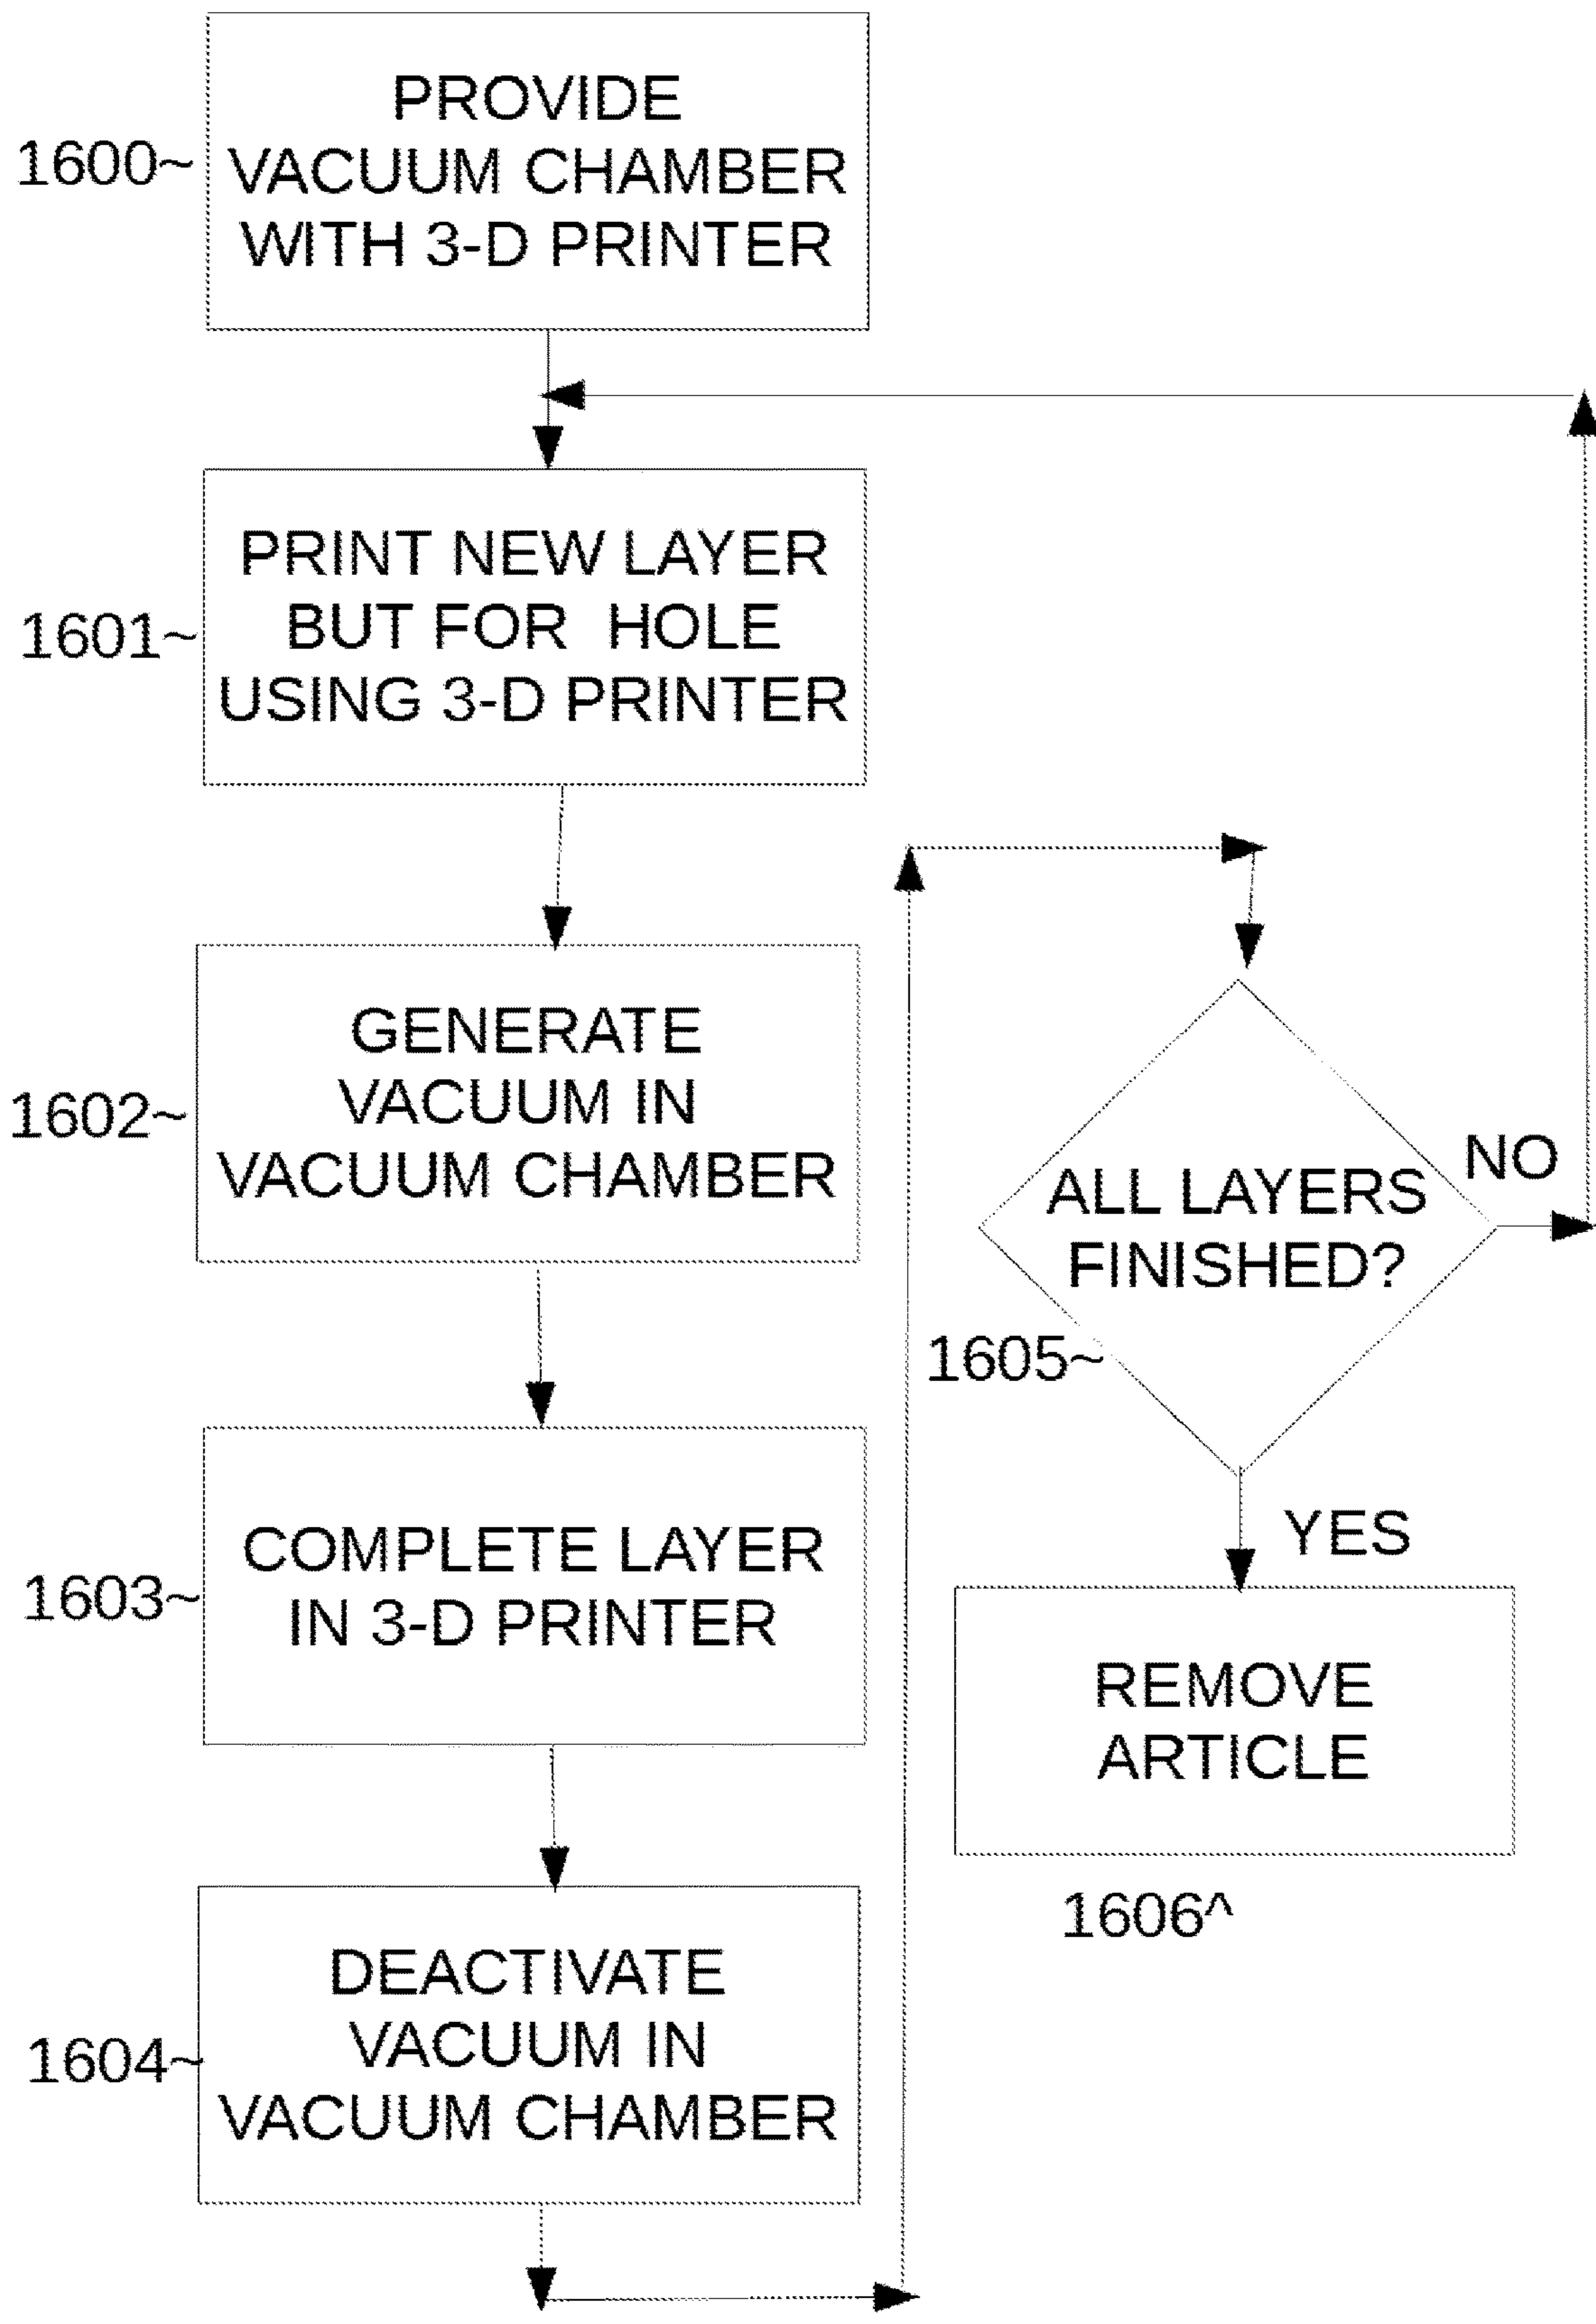 PROVIDE
VACUUM CHAMBER
WITH 3-D PRINTER
1600~
PRINT NEW LAYER
BUT FOR HOLE
USING 3-D PRINTER
1601~
GENERATE
VACUUM IN
VACUUM CHAMBER
1602~
COMPLETE LAYER
IN 3-D PRINTER
1603~
DEACTIVATE
VACUUM IN
VACUUM CHAMBER
1604~
ALL LAYERS
FINISHED?
1605~
NO
YES
REMOVE
ARTICLE
1606^